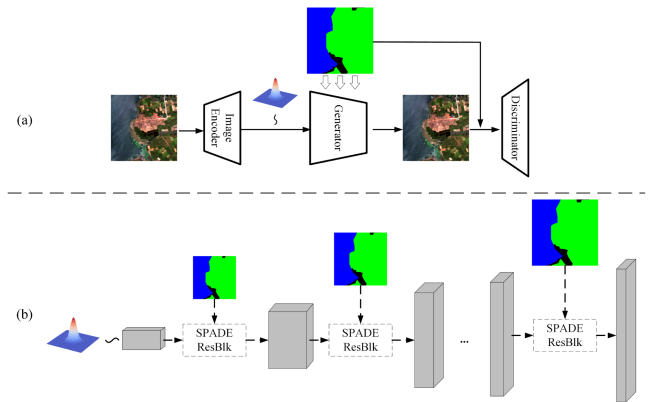 (a)
Image
Encoder
~
Generator
Discriminator
(b)
~
SPADE
ResBlk
SPADE
ResBlk
...
SPADE
ResBlk